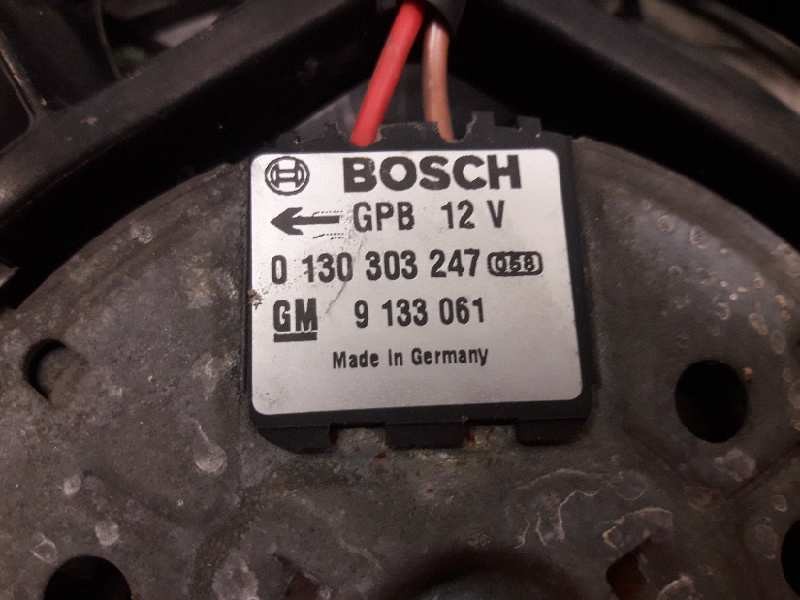 BOSCH
GPB 12 V
0 130 303 247 058
GM 9 133 061
Made in Germany